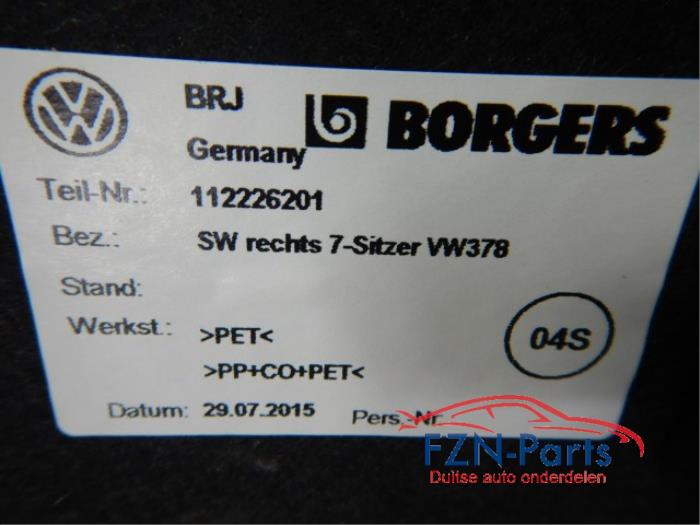 BRJ
BORGERS
Germany
Teil-Nr.: 112226201
Bez.: SW rechts 7-Sitzer VW378
Stand:
Werkst.: >PET<
04S
>PP+CO+PET<
Datum: 29.07.2015 Pers.-Nr.
FZN-Parts
Duitse auto onderdelen